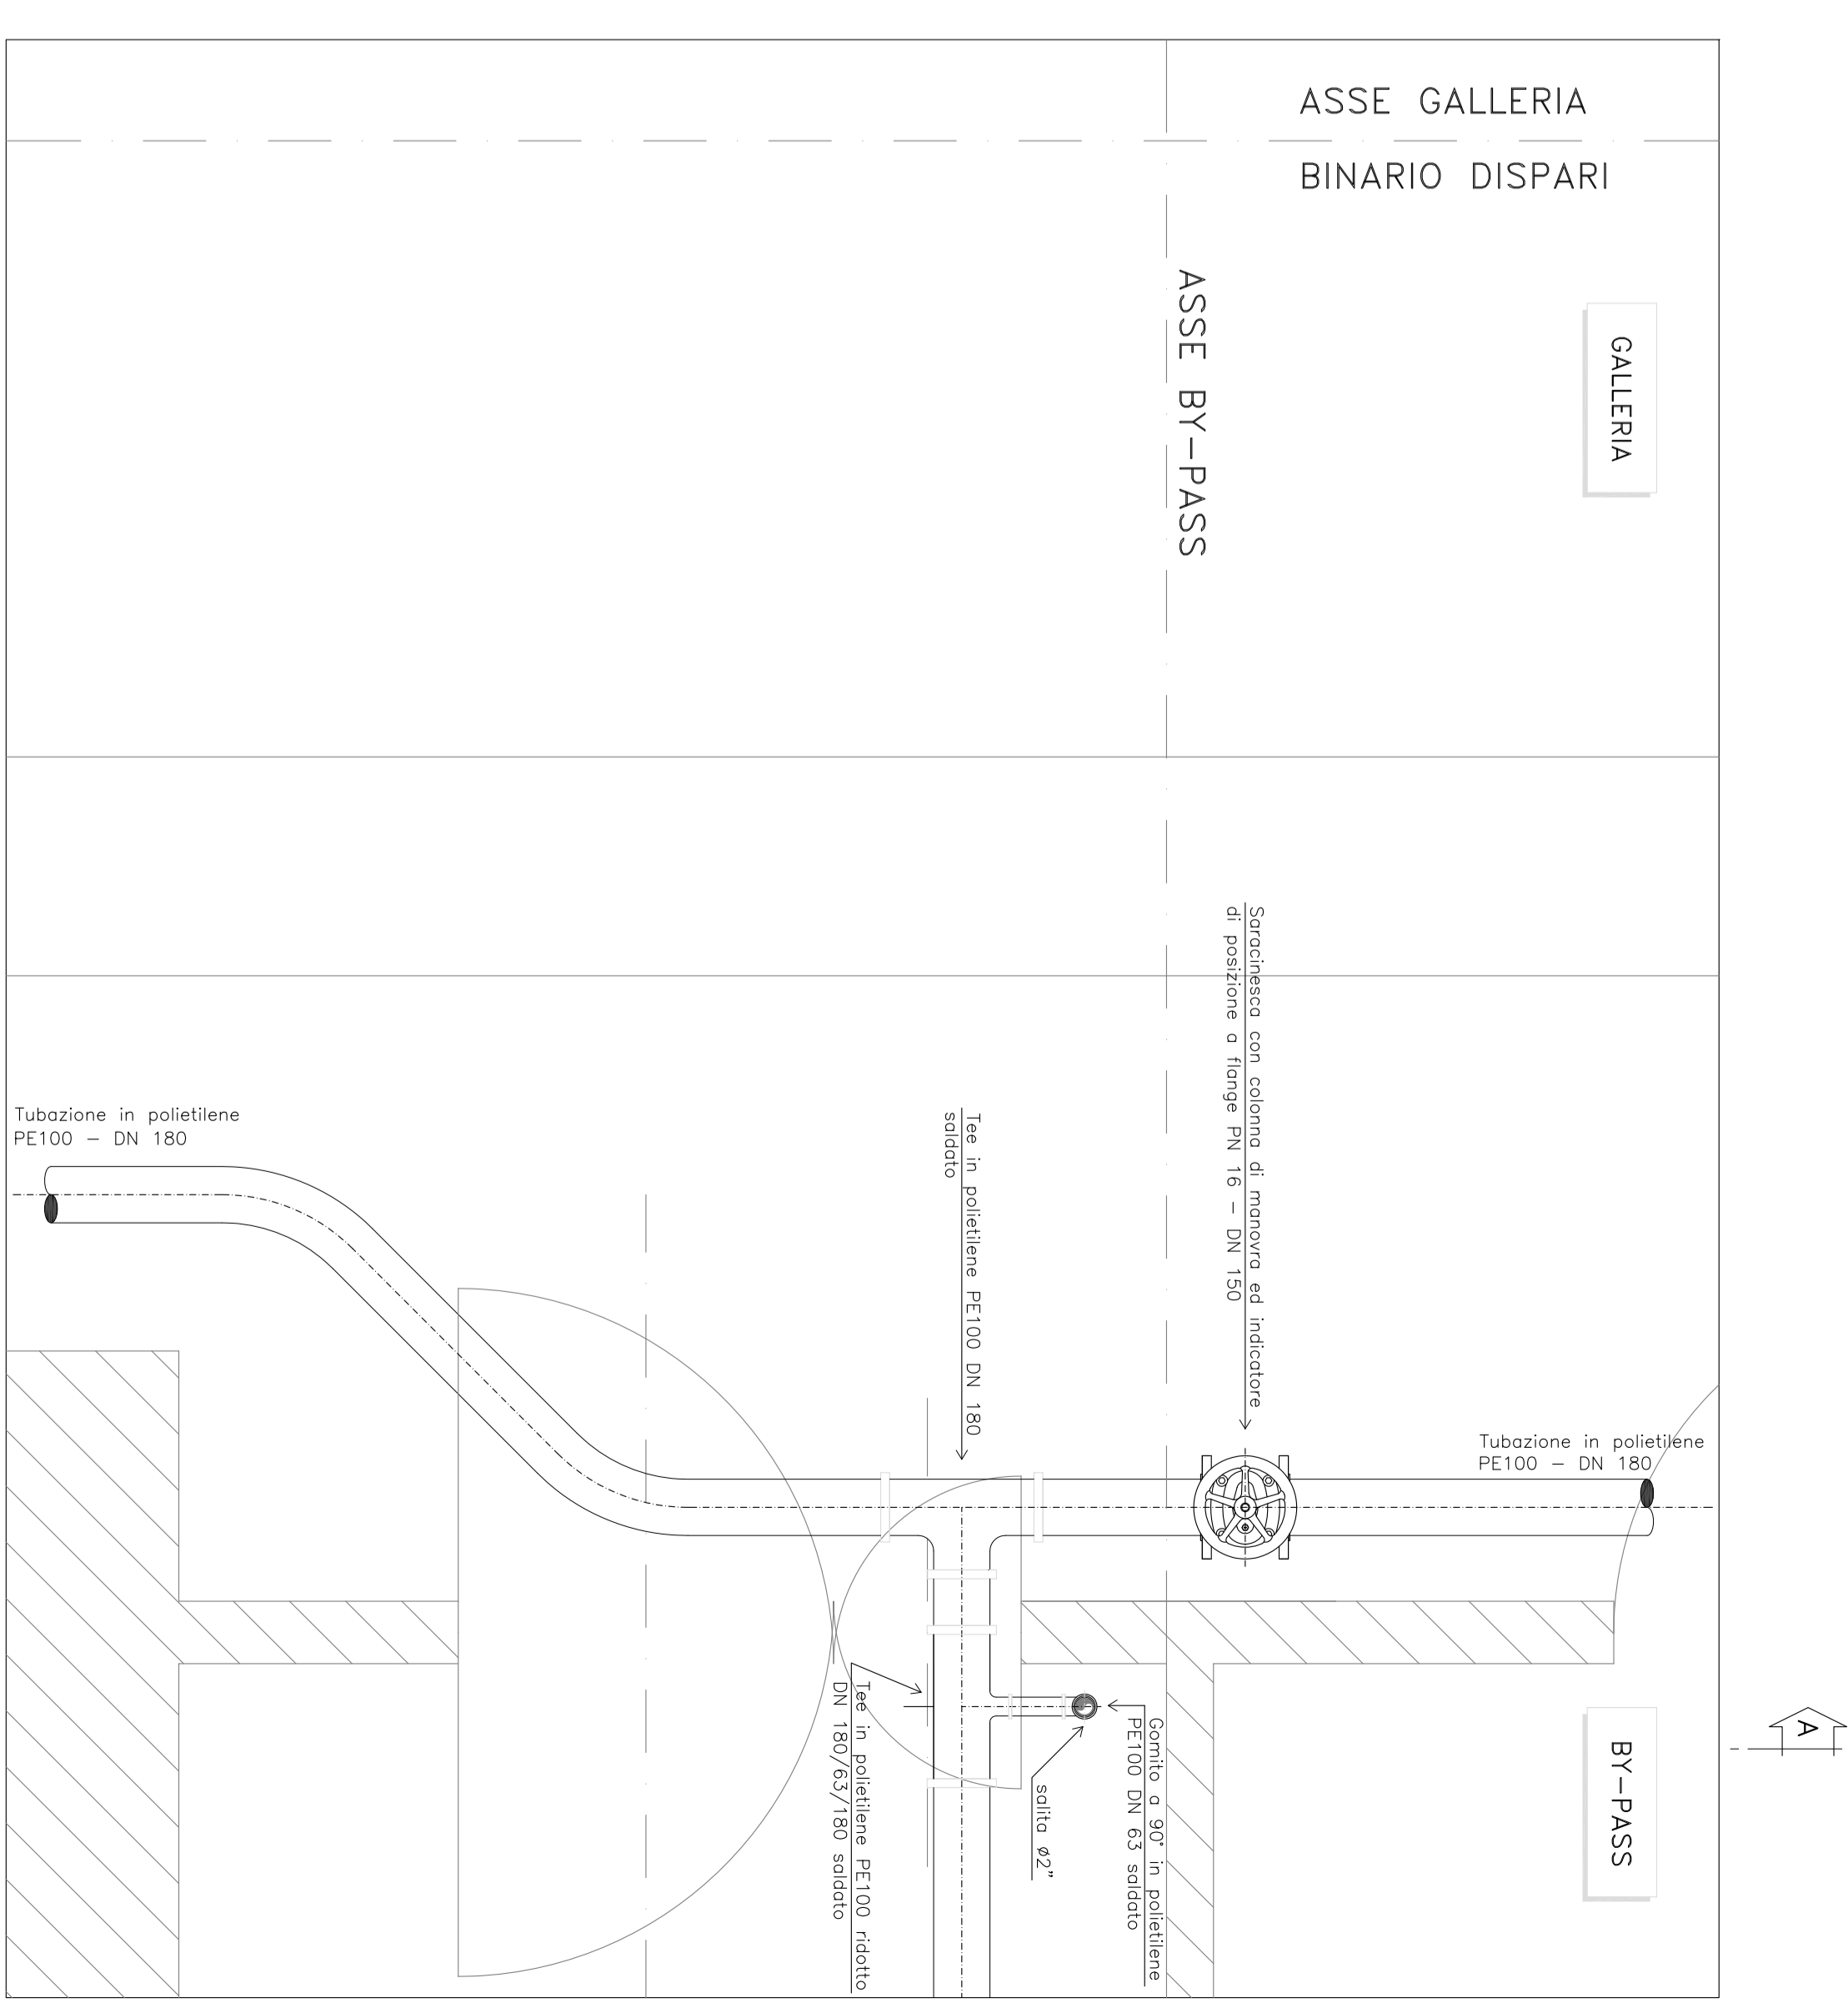 ASSE GALLERIA
BINARIO DISPARI
ASSE BY-PASS
GALLERIA
Saracinesca con colonna di manovra ed indicatore
di posizione a flange PN 16 - DN 150
Tubazione in polietilene
PE100 - DN 180
Tee in polietilene PE100 DN 180
saldato
Tubazione in polietilene
PE100 - DN 180
Tee in polietilene PE100 ridotto
DN 180/63/180 saldato
salita ø2"
Gomito a 90° in polietilene
PE100 DN 63 saldato
BY-PASS
A